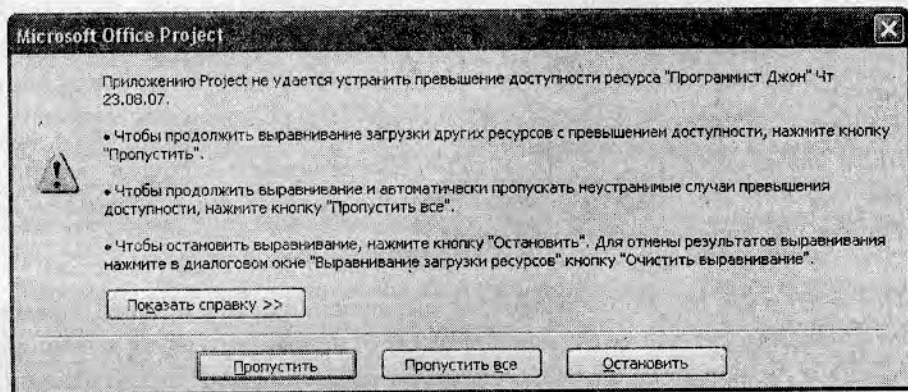 Microsoft Office Project
Приложению Project не удается устранить превышение доступности ресурса "Программист Джон" Чт
23.08.07.
• Чтобы продолжить выравнивание загрузки других ресурсов с превышением доступности, нажмите кнопку
"Пропустить".
• Чтобы продолжить выравнивание и автоматически пропускать неустранимые случаи превышения
доступности, нажмите кнопку "Пропустить все".
• Чтобы остановить выравнивание, нажмите кнопку "Остановить". Для отмены результатов выравнивания
нажмите в диалоговом окне "Выравнивание загрузки ресурсов" кнопку "Очистить выравнивание".
Показать справку >>
Пропустить Пропустить все Остановить